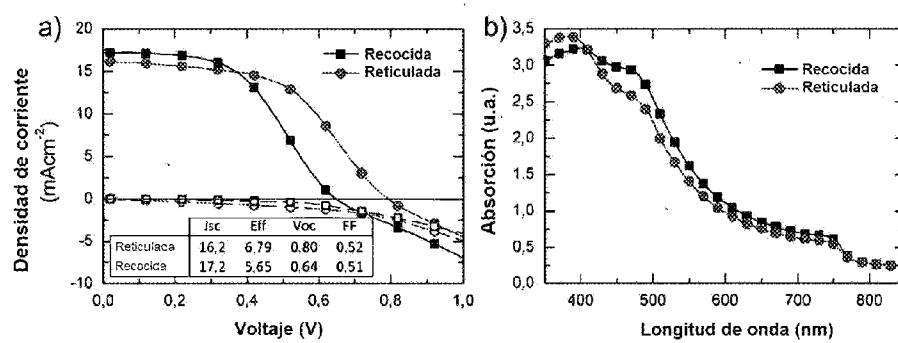 a)
20
15
10
5
0
-5
-10
Densidad de corriente
(mAcm-2)
Recocida
Reticulada
Jsc Eff Voc FF
Reticulada 16,2 6,79 0.80 0.52
Recocida 17,2 5,65 0.64 0.51
0,0 0,2 0,4 0,6 0,8 1,0
Voltaje (V)
b)
3,5
3,0
2,5
2,0
1,5
1,0
0,5
0,0
Absorción (u.a.)
Recocida
Reticulada
400 500 600 700 800
Longitud de onda (nm)